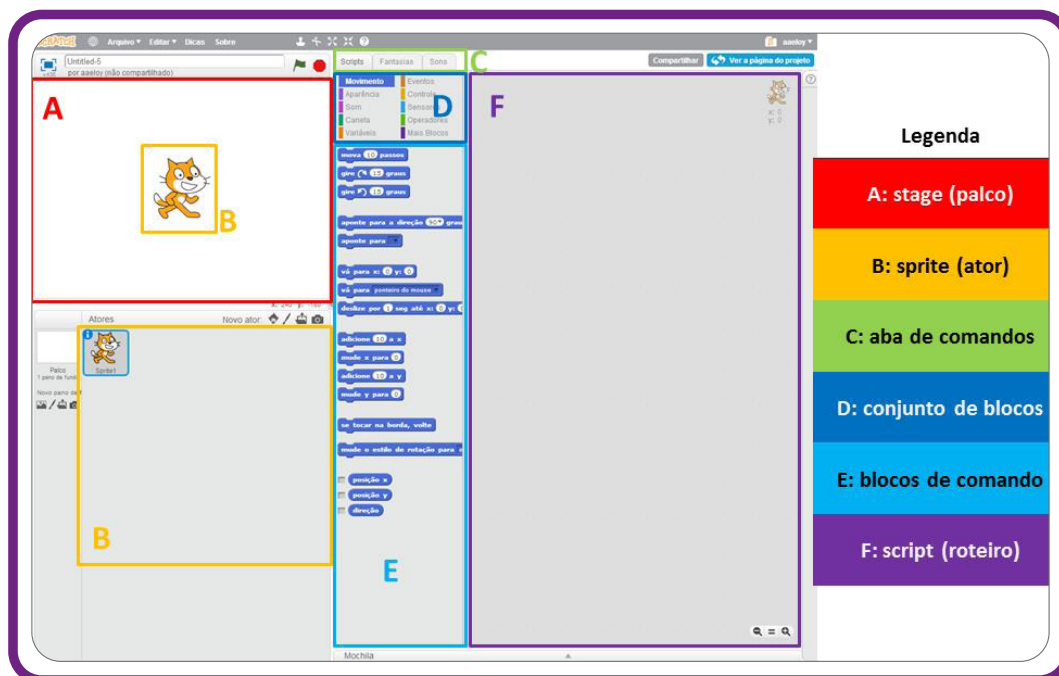 SCRATCH Arquivo Editar Dicas Sobre aaeloy
Untitled-5
por aaeloy (não compartilhado)
Scripts Fantasias Sons
C
Compartilhar Ver a página do projeto
A
B
Movimento Eventos
Aparência Controle
Som Sensores
Caneta Operadores
Variáveis Mais Blocos
D
F
x: 0
y: 0
mova 10 passos
gire 15 graus
gire 15 graus
aponte para a direção 90 grau
aponte para
vá para x: 0 y: 0
vá para ponteiro do mouse
deslize por 1 seg até x: 0 y:
adicione 10 a x
mude x para 0
adicione 10 a y
mude y para 0
se tocar na borda, volte
mude o estilo de rotação para
posição x
posição y
direção
E
Atores Novo ator:
Sprite1
Palco
1 pano de fund
B
Mochila
Legenda
A: stage (palco)
B: sprite (ator)
C: aba de comandos
D: conjunto de blocos
E: blocos de comando
F: script (roteiro)